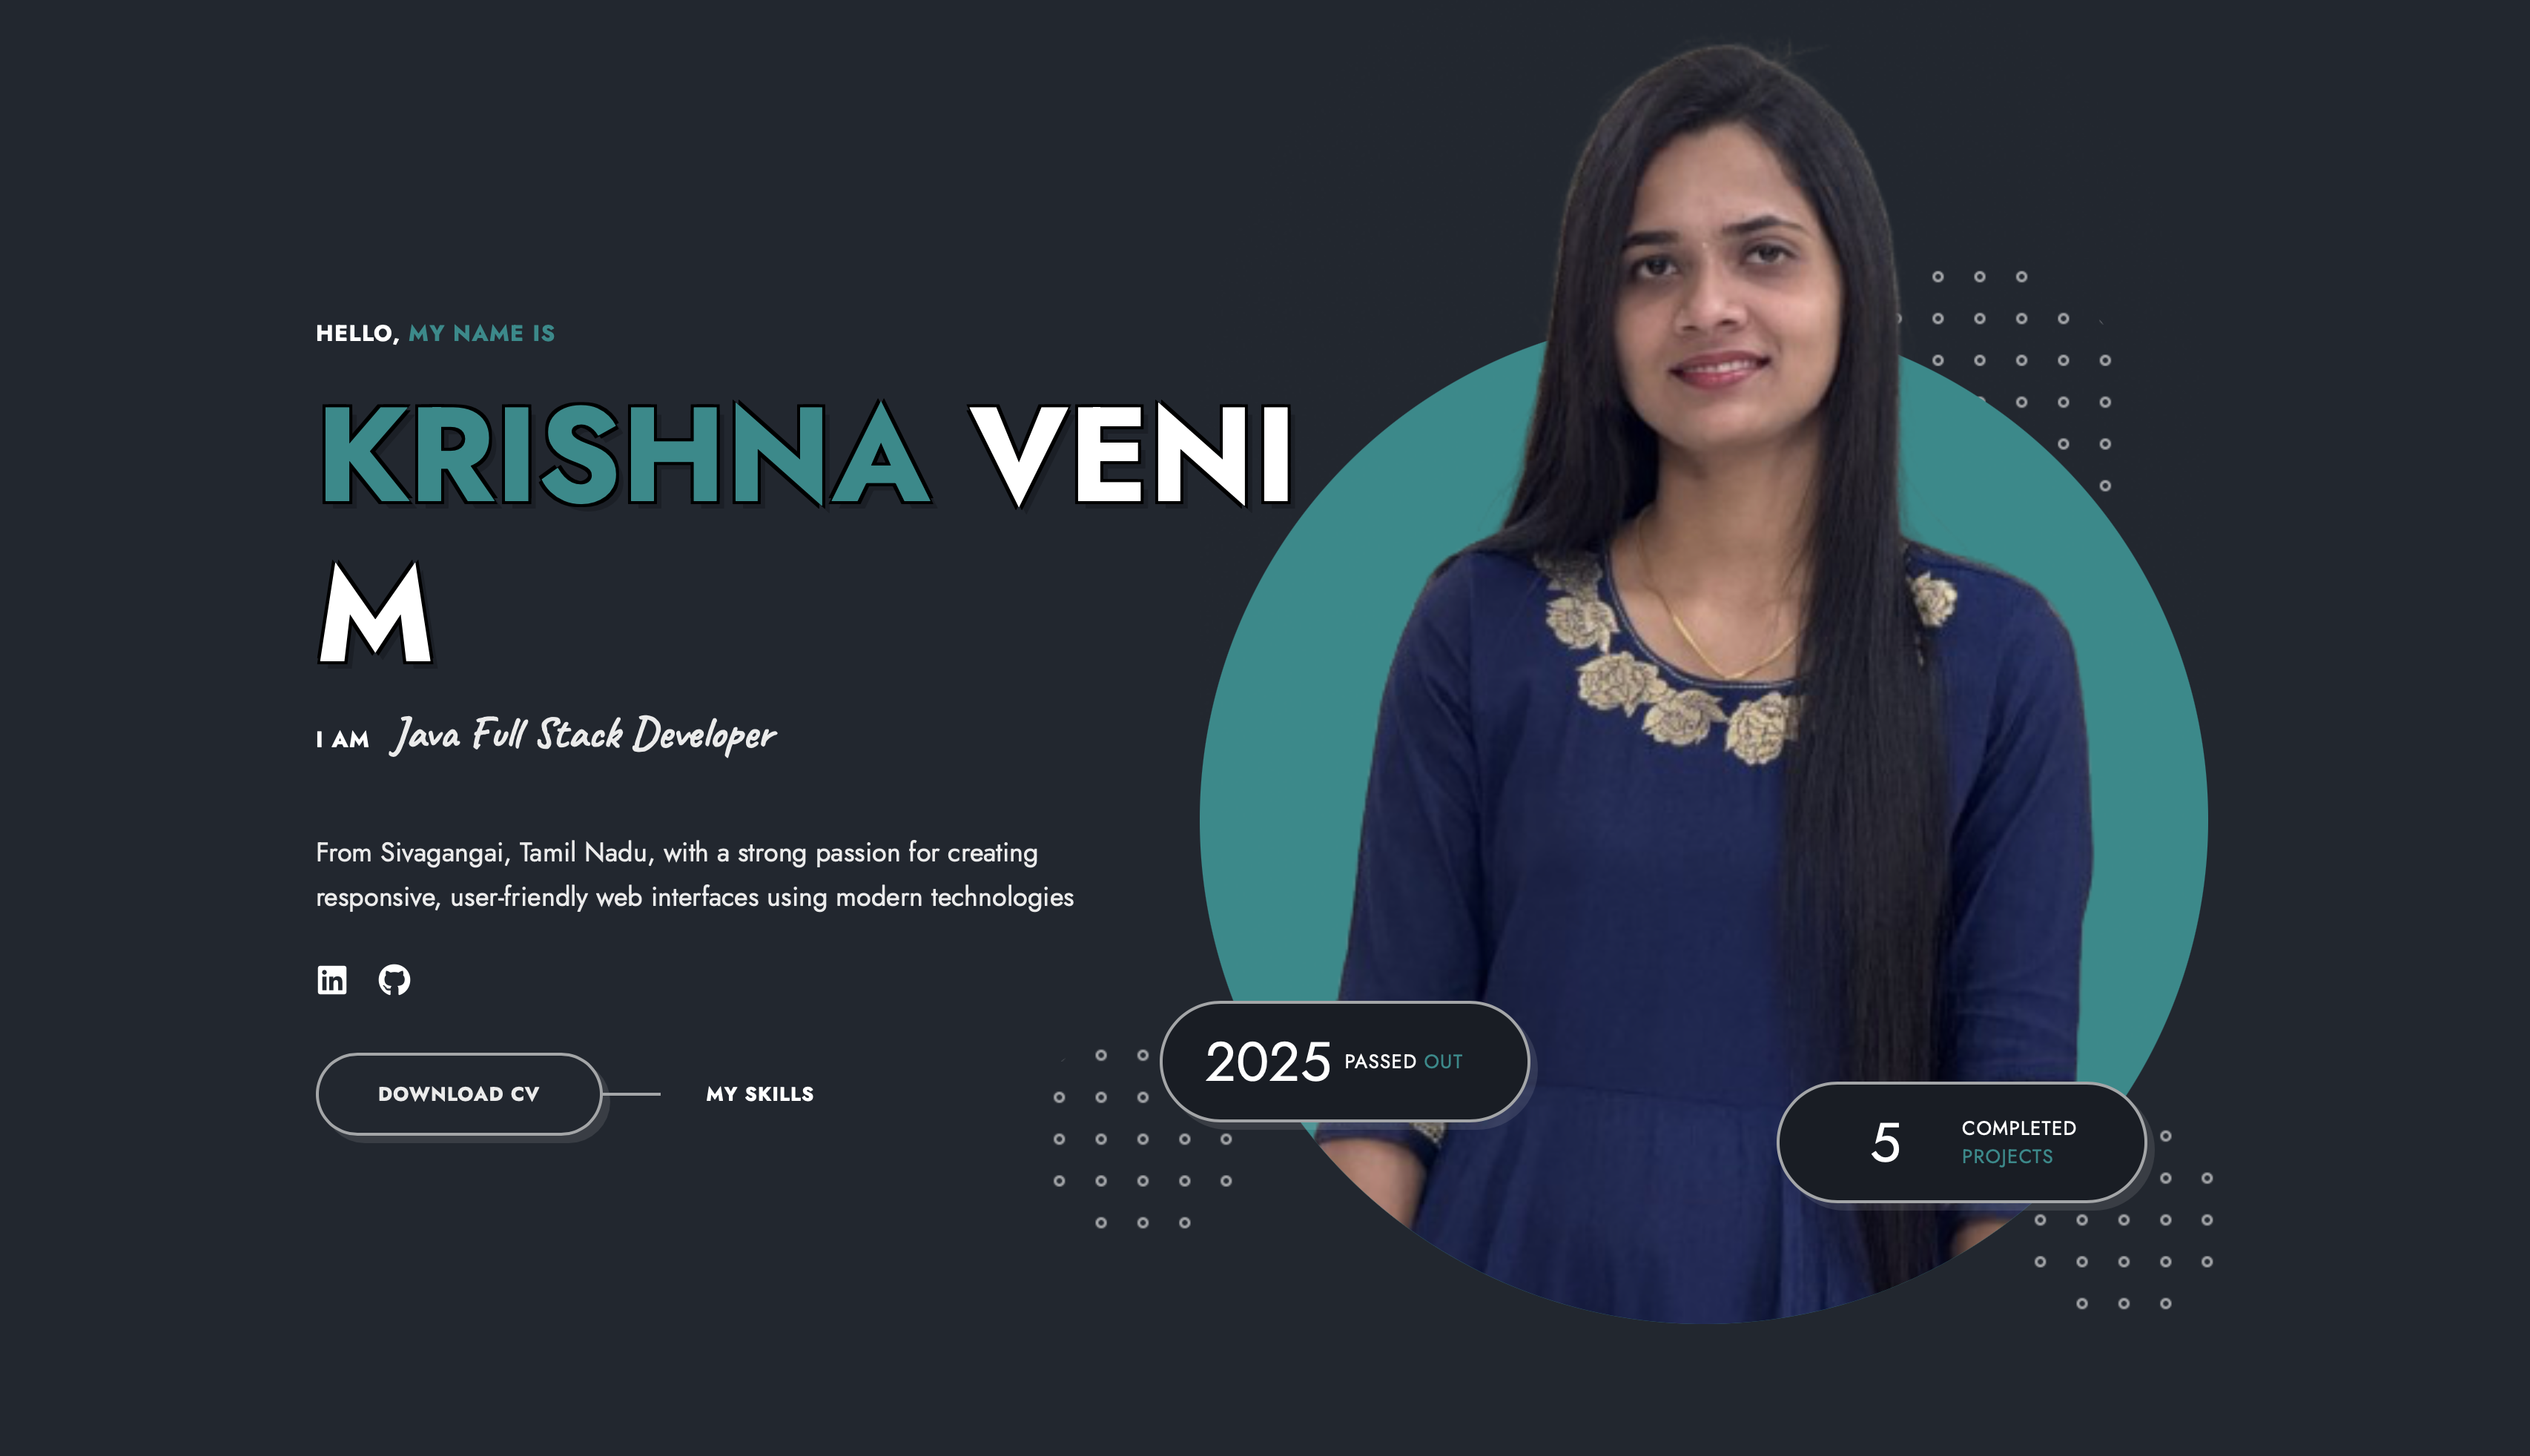 HELLO, MY NAME IS
KRISHNA VENI
M
I AM Java Full Stack Developer
From Sivagangai, Tamil Nadu, with a strong passion for creating
responsive, user-friendly web interfaces using modern technologies
in
DOWNLOAD CV
MY SKILLS
2025 PASSED OUT
5 COMPLETED
PROJECTS